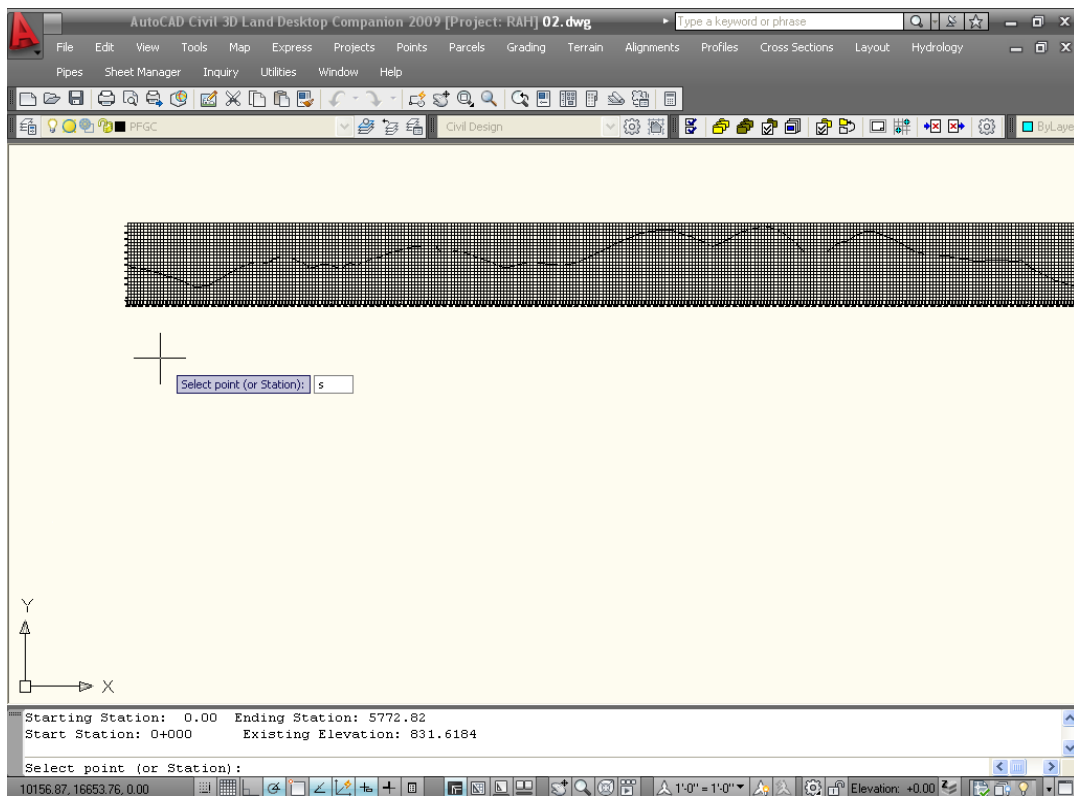 AutoCAD Civil 3D Land Desktop Companion 2009 [Project: RAH] 02.dwg Type a keyword or phrase
File Edit View Tools Map Express Projects Points Parcels Grading Terrain Alignments Profiles Cross Sections Layout Hydrology
Pipes Sheet Manager Inquiry Utilities Window Help
PFGC Civil Design ByLaye
Select point (or Station): s
Y
X
Starting Station: 0.00 Ending Station: 5772.82
Start Station: 0+000 Existing Elevation: 831.6184
Select point (or Station):
10156.87, 16653.76, 0.00 1'-0" = 1'-0" Elevation: +0.00